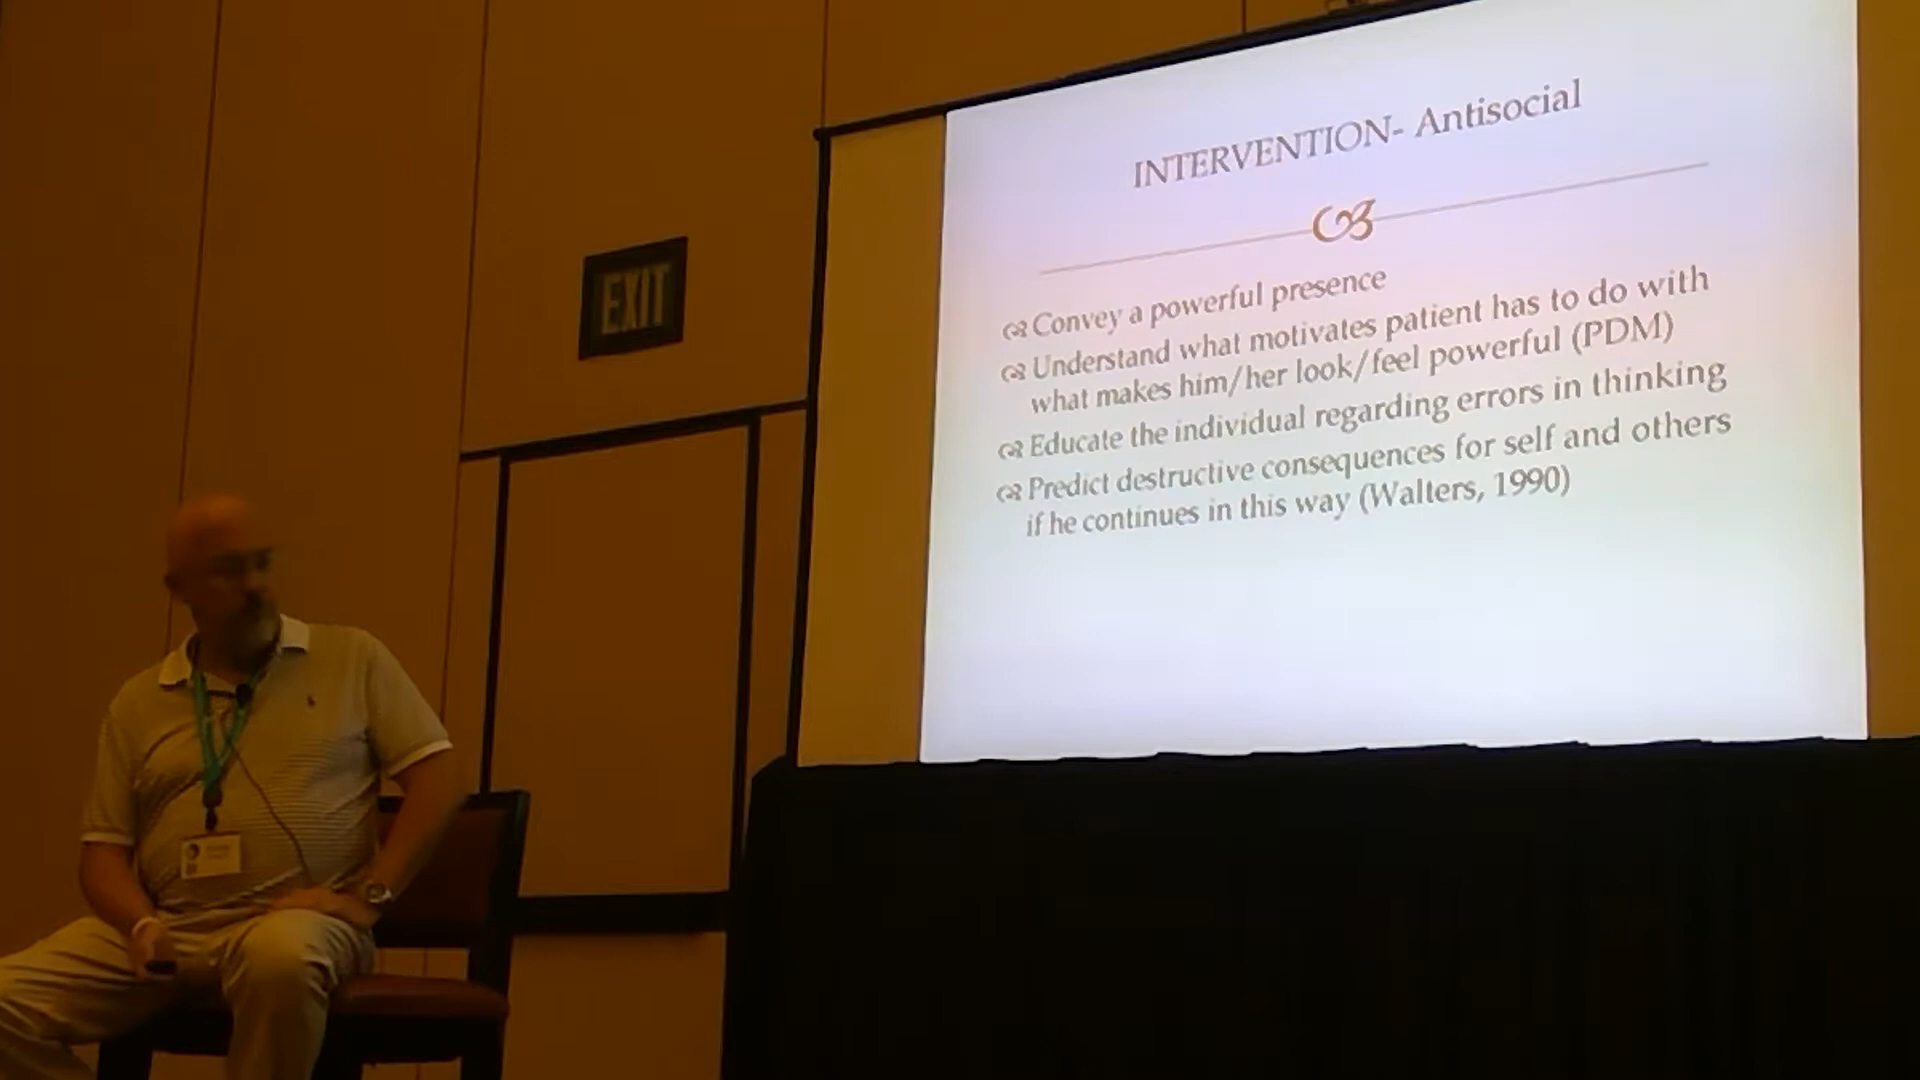 EXIT
INTERVENTION- Antisocial
Convey a powerful presence
Understand what motivates patient has to do with
what makes him/her look/feel powerful (PDM)
Educate the individual regarding errors in thinking
Predict destructive consequences for self and others
if he continues in this way (Walters, 1990)